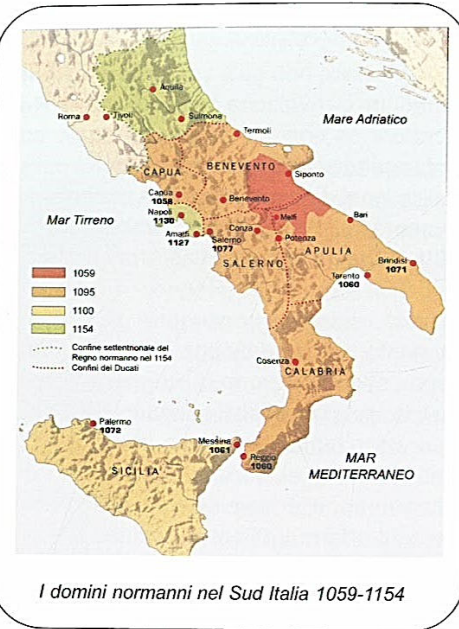 Aquila
Roma
Tivoli
Sulmona
Mare Adriatico
Termoli
BENEVENTO
CAPUA
Siponto
Capua
1058
Benevento
Napoli
1130
Mar Tirreno
Melfi
Bari
Amalfi
1127
Conza
Salerno
1077
Potenza
APULIA
SALERNO
Brindisi
1071
Taranto
1060
1059
1095
1100
1154
Confine settentrionale del
Regno normanno nel 1154
Confini dei Ducati
Cosenza
CALABRIA
Palermo
1072
Messina
1061
Reggio
1060
MAR
MEDITERRANEO
SICILIA
I domini normanni nel Sud Italia 1059-1154